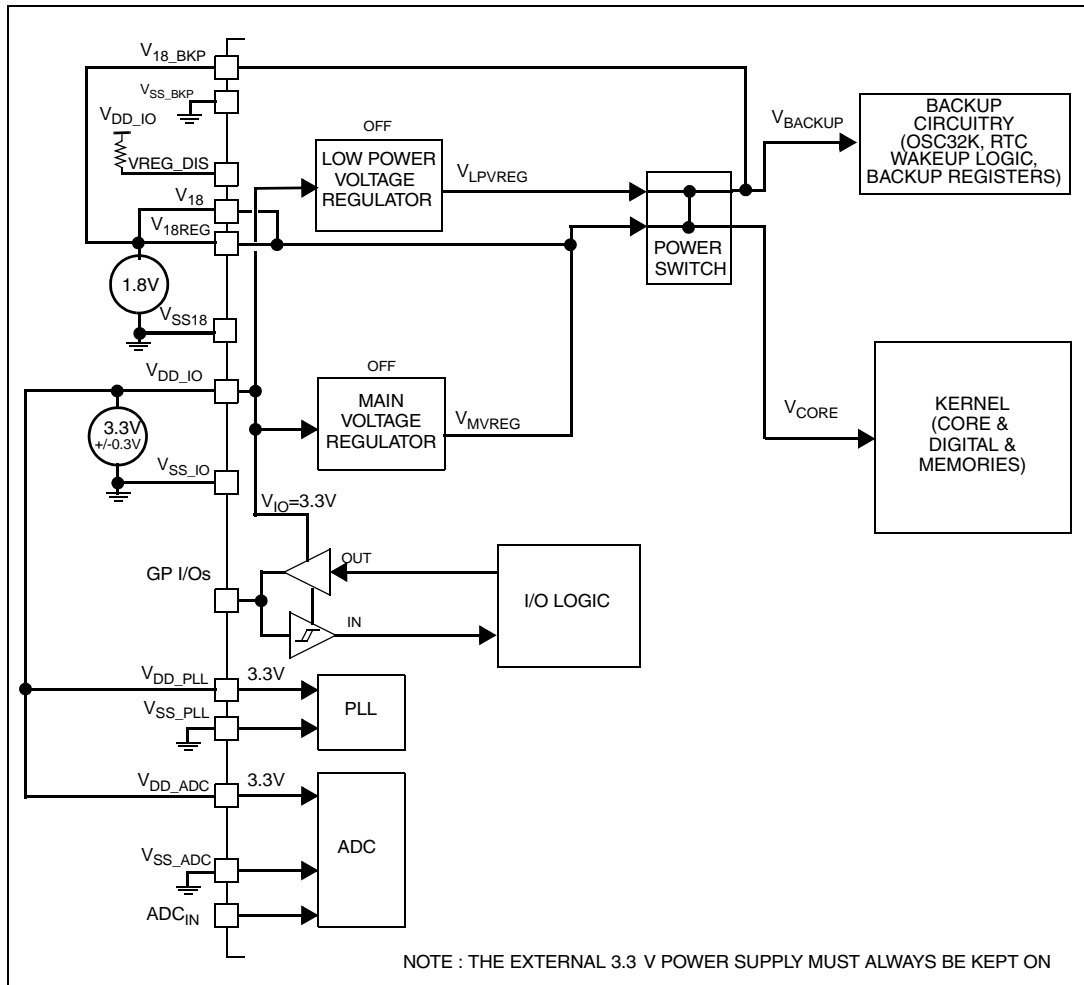 V18_BKP
VSS_BKP
VDD_IO
VREG_DIS
V18
V18REG
1.8V
VSS18
VDD_IO
3.3V
+/-0.3V
VSS_IO
OFF
LOW POWER
VOLTAGE
REGULATOR
VLPVREG
POWER
SWITCH
VBACKUP
BACKUP
CIRCUITRY
(OSC32K, RTC
WAKEUP LOGIC,
BACKUP REGISTERS)
OFF
MAIN
VOLTAGE
REGULATOR
VMVREG
VCORE
KERNEL
(CORE &
DIGITAL &
MEMORIES)
VIO=3.3V
GP I/Os
OUT
IN
I/O LOGIC
VDD_PLL
3.3V
VSS_PLL
PLL
VDD_ADC
3.3V
VSS_ADC
ADCIN
ADC
NOTE : THE EXTERNAL 3.3 V POWER SUPPLY MUST ALWAYS BE KEPT ON